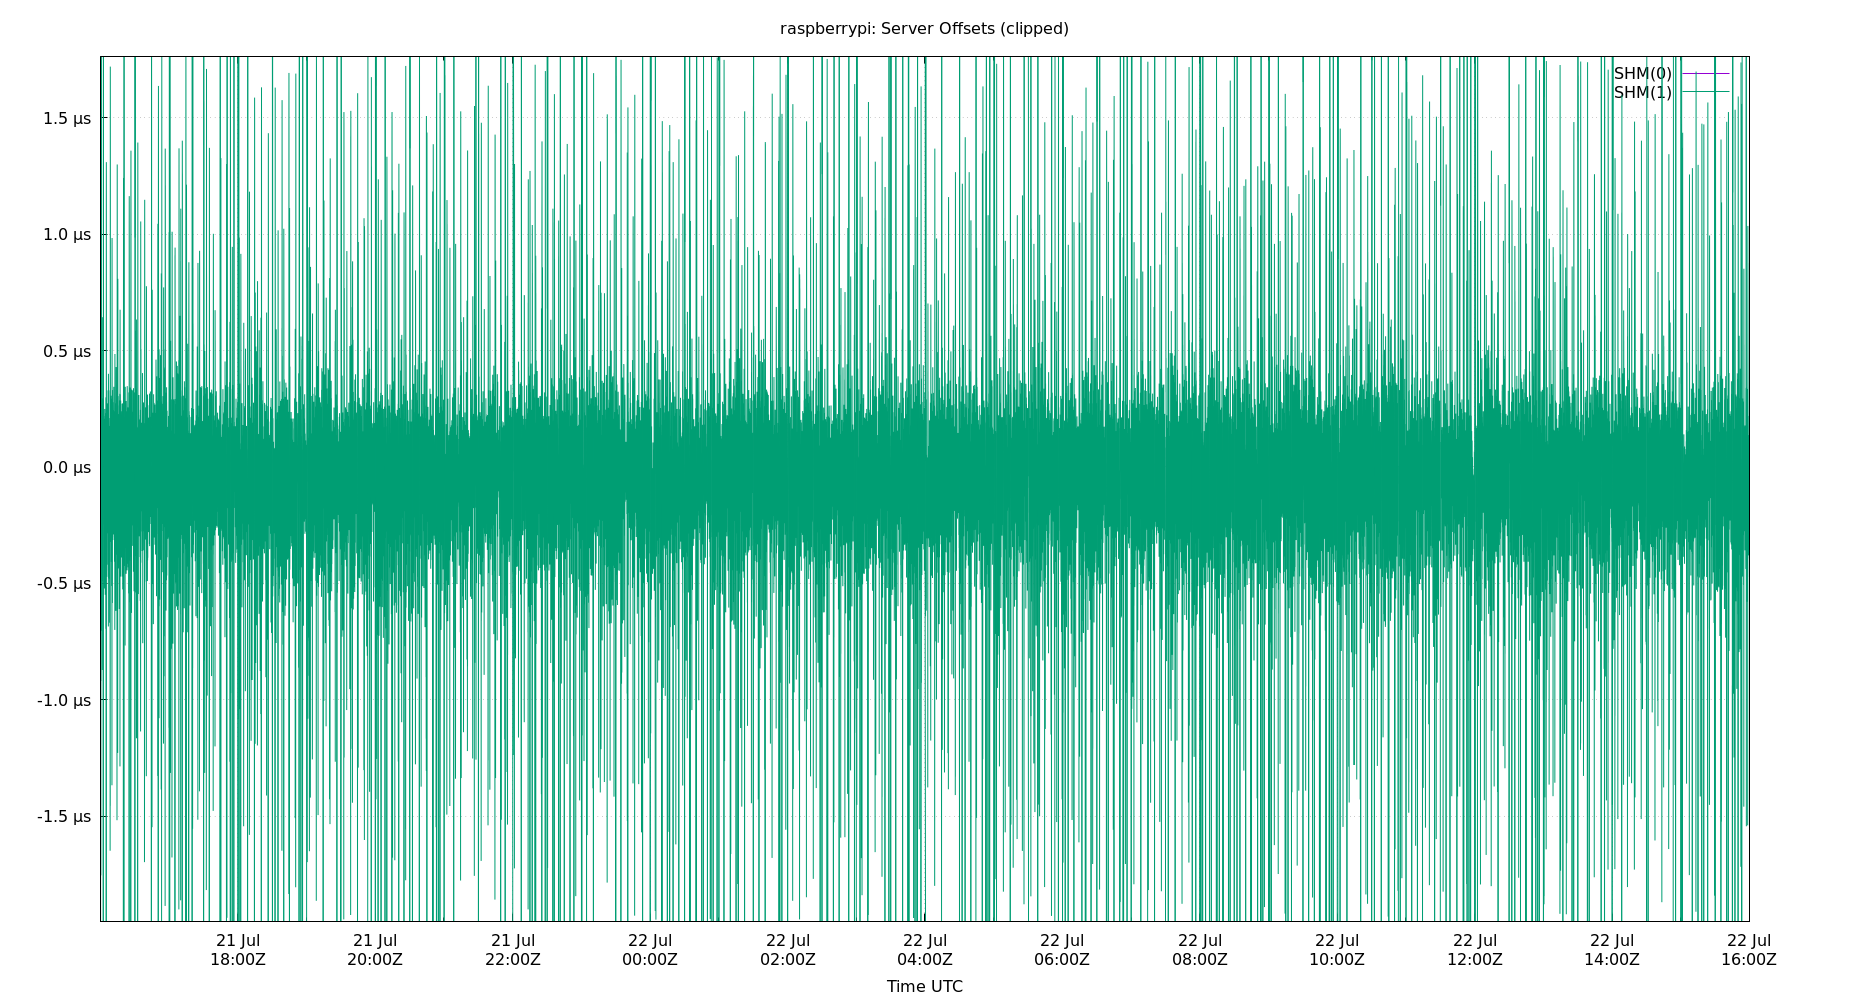 raspberrypi: Server Offsets (clipped)
SHM(0)
SHM(1)
1.5 µs
1.0 µs
0.5 µs
0.0 µs
-0.5 µs
-1.0 µs
-1.5 µs
21 Jul 21 Jul 21 Jul 22 Jul 22 Jul 22 Jul 22 Jul 22 Jul 22 Jul 22 Jul 22 Jul 22 Jul
18:00Z 20:00Z 22:00Z 00:00Z 02:00Z 04:00Z 06:00Z 08:00Z 10:00Z 12:00Z 14:00Z 16:00Z
Time UTC